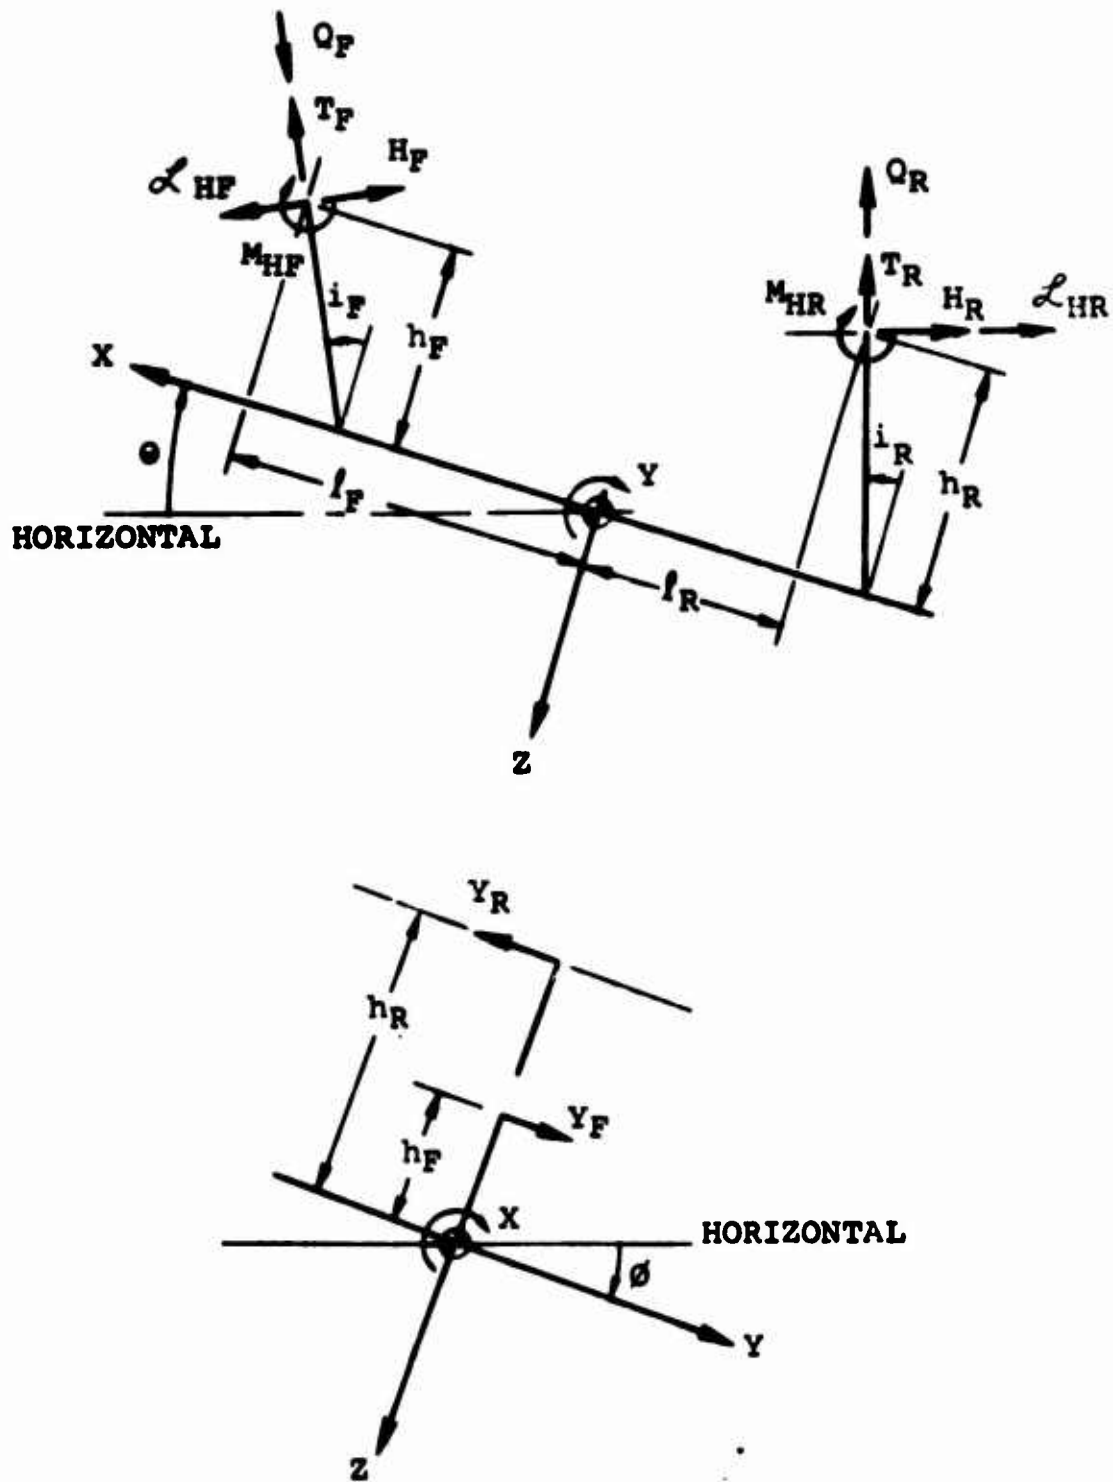 Q_F
T_F
H_F
ℒ_HF
M_HF
i_F
h_F
X
θ
l_F
HORIZONTAL
Y
Z
l_R
Q_R
T_R
M_HR
H_R
ℒ_HR
i_R
h_R
Y_R
h_R
Y_F
h_F
X
HORIZONTAL
Ø
Y
Z